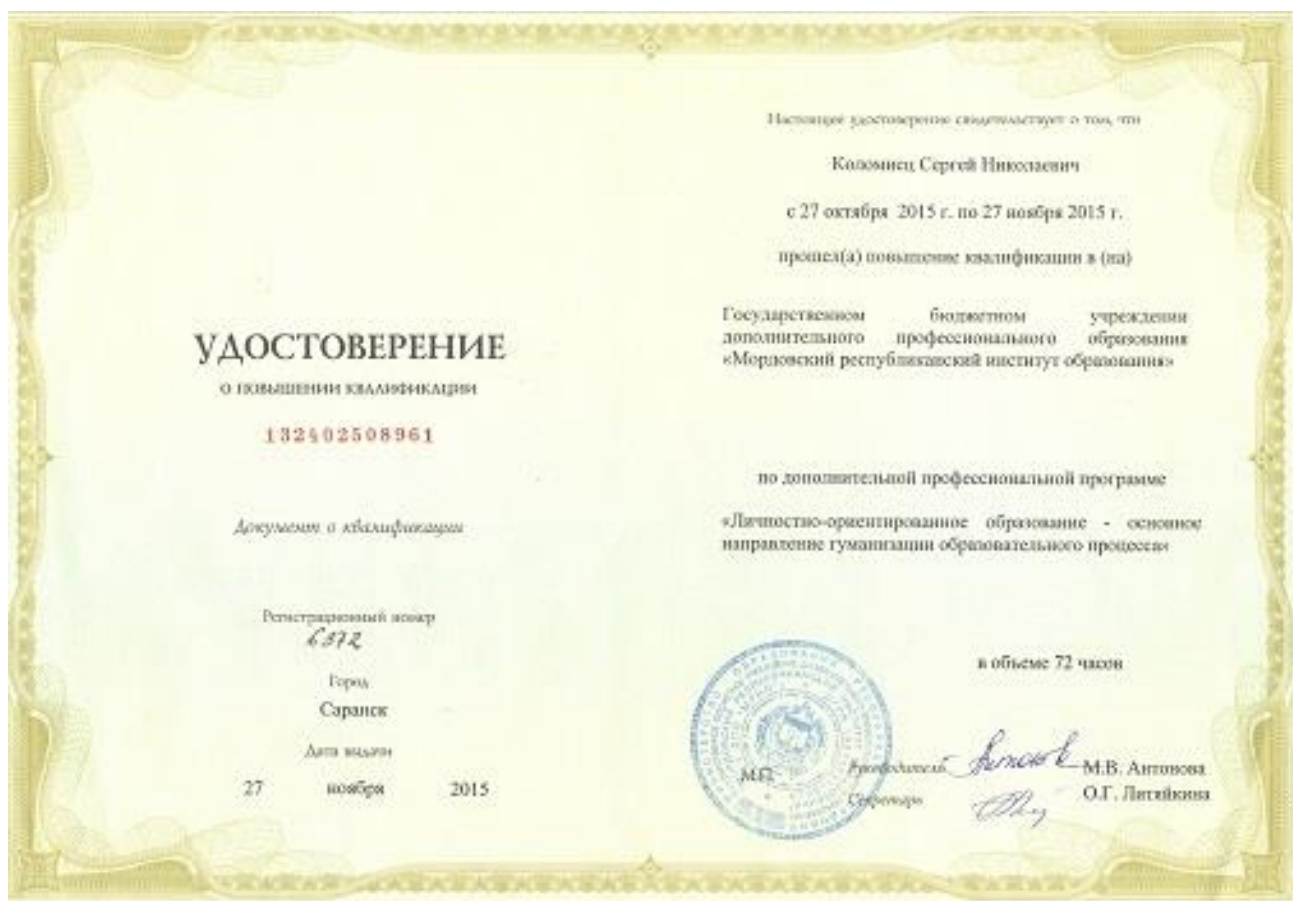 УДОСТОВЕРЕНИЕ
О ПОВЫШЕНИИ КВАЛИФИКАЦИИ
132402508961
Документ о квалификации
Регистрационный номер
6372
Город
Саранск
Дата выдачи
27 ноября 2015
Настоящее удостоверение свидетельствует о том, что
Коломиец Сергей Николаевич
с 27 октября 2015 г. по 27 ноября 2015 г.
прошел(а) повышение квалификации в (на)
Государственном бюджетном учреждении
дополнительного профессионального образования
«Мордовский республиканский институт образования»
по дополнительной профессиональной программе
«Личностно-ориентированное образование - основное
направление гуманизации образовательного процесса»
в объеме 72 часов
М.П.
Руководитель М.В. Антонова
Секретарь О.Г. Литяйкина